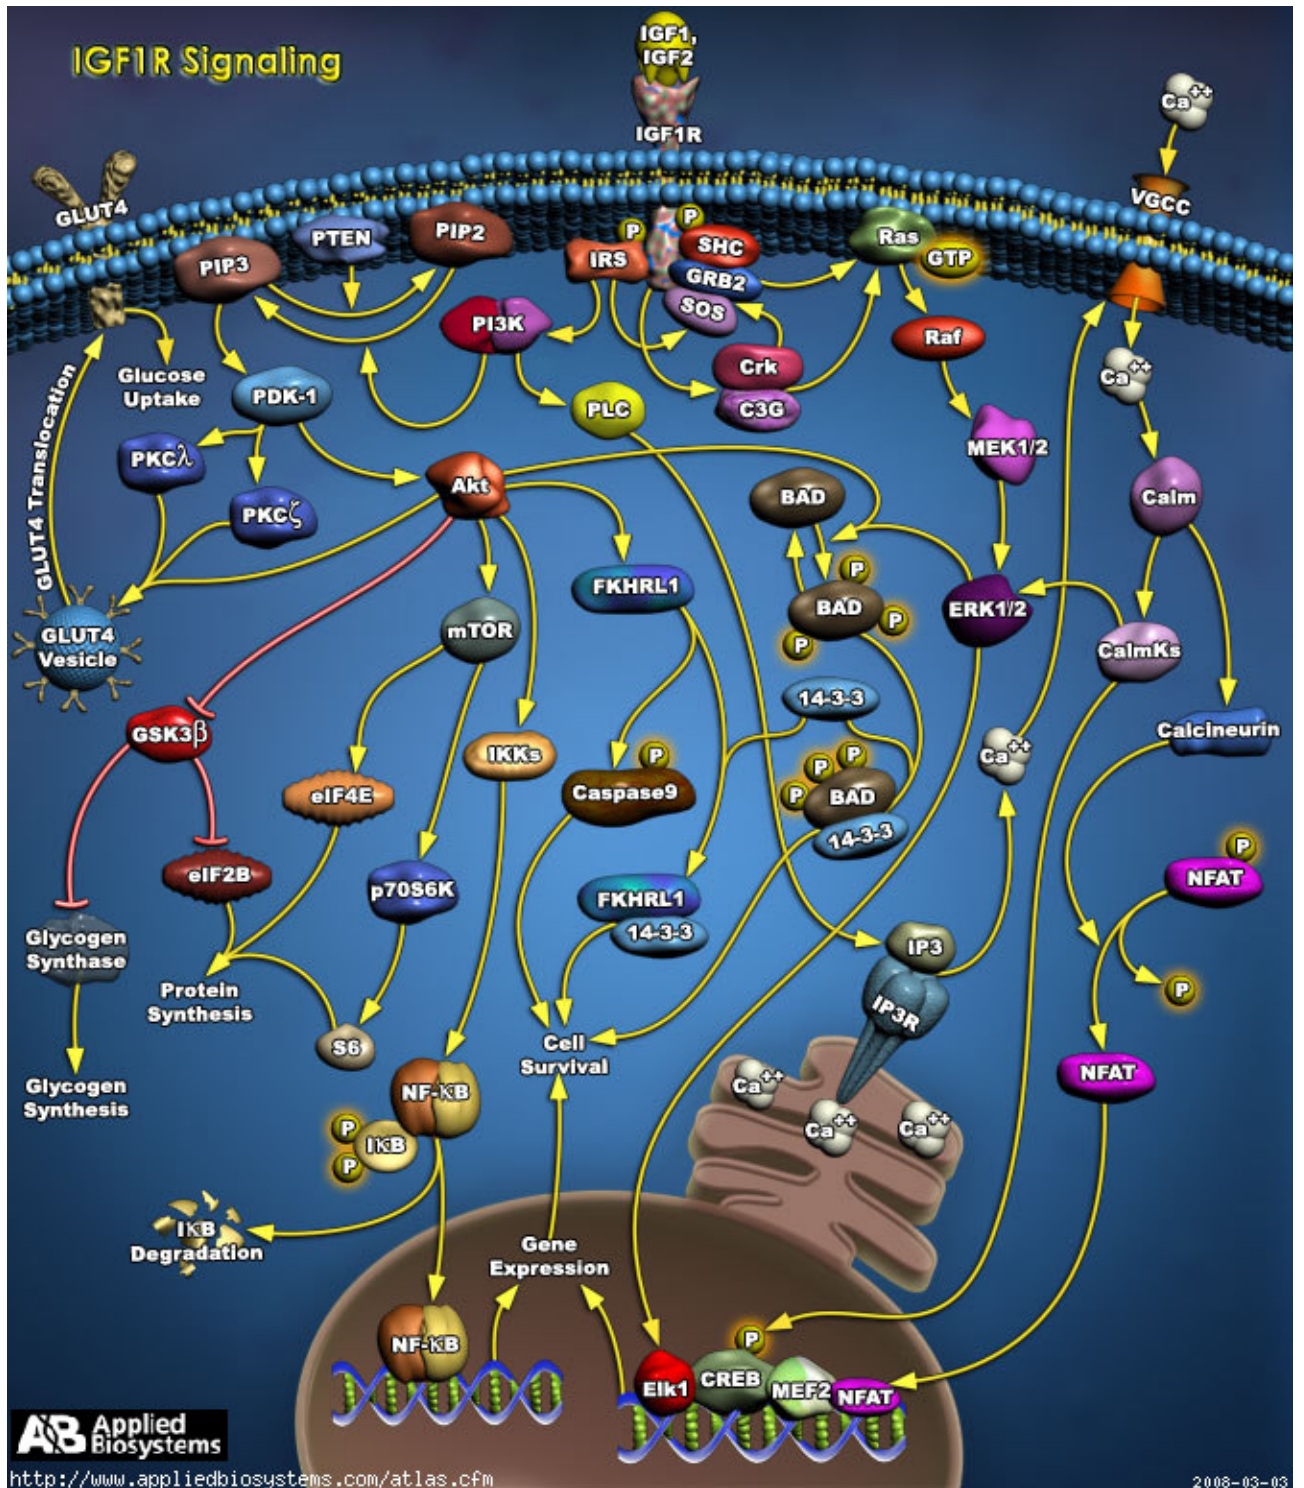 IGF1R Signaling
IGF1,
IGF2
IGF1R
Ca++
VGCC
GLUT4
PIP3
PTEN
PIP2
P
P
IRS
SHC
GRB2
SOS
Ras
GTP
PI3K
Raf
Crk
C3G
Ca++
Glucose
Uptake
PDK-1
PLC
GLUT4 Translocation
PKCλ
PKCζ
Akt
BAD
MEK1/2
Calm
FKHRL1
P
BAD
P
P
ERK1/2
mTOR
GLUT4
Vesicle
CalmKs
14-3-3
GSK3β
Calcineurin
IKKs
P
Caspase9
Ca++
P
P
P
BAD
14-3-3
eIF4E
eIF2B
p70S6K
FKHRL1
14-3-3
P
NFAT
Glycogen
Synthase
IP3
IP3R
P
Protein
Synthesis
S6
Cell
Survival
NFAT
Glycogen
Synthesis
NF-κB
P
P
IκB
Ca++
Ca++
Ca++
IκB
Degradation
Gene
Expression
NF-κB
P
Elk1
CREB
MEF2
NFAT
AB Applied
Biosystems
http://www.appliedbiosystems.com/atlas.cfm
2008-03-03